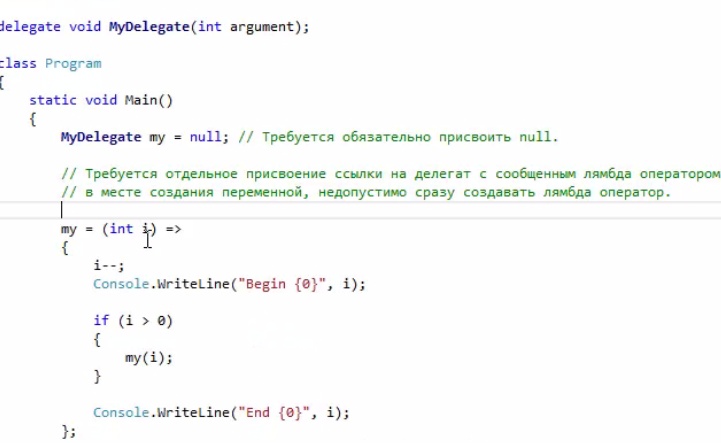 delegate void MyDelegate(int argument);
class Program
{
static void Main()
{
MyDelegate my = null; // Требуется обязательно присвоить null.
// Требуется отдельное присвоение ссылки на делегат с сообщенным лямбда оператором
// в месте создания переменной, недопустимо сразу создавать лямбда оператор.
my = (int i) =>
{
i--;
Console.WriteLine("Begin {0}", i);
if (i > 0)
{
my(i);
}
Console.WriteLine("End {0}", i);
};